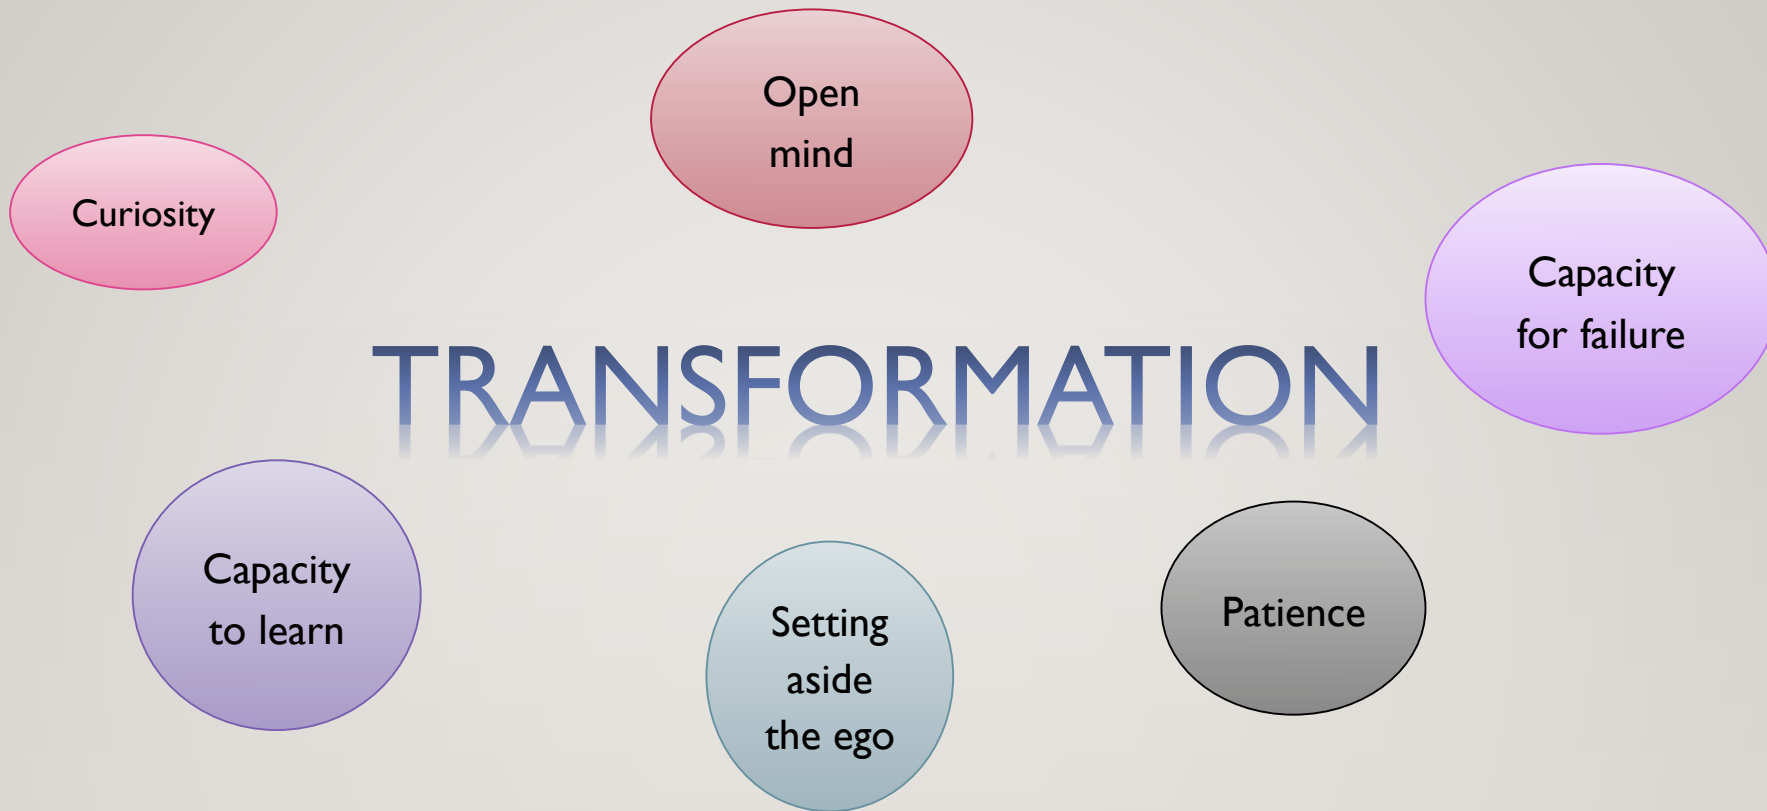 Open
mind
Curiosity
Capacity
for failure
TRANSFORMATION
Capacity
to learn
Setting
aside
the ego
Patience